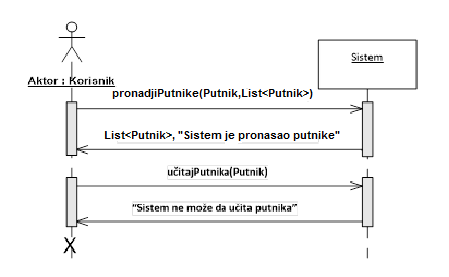 Sistem
Aktor : Korisnik
pronadjiPutnike(Putnik,List<Putnik>)
List<Putnik>, "Sistem je pronasao putnike"
učitajPutnika(Putnik)
"Sistem ne može da učita putnika"
X